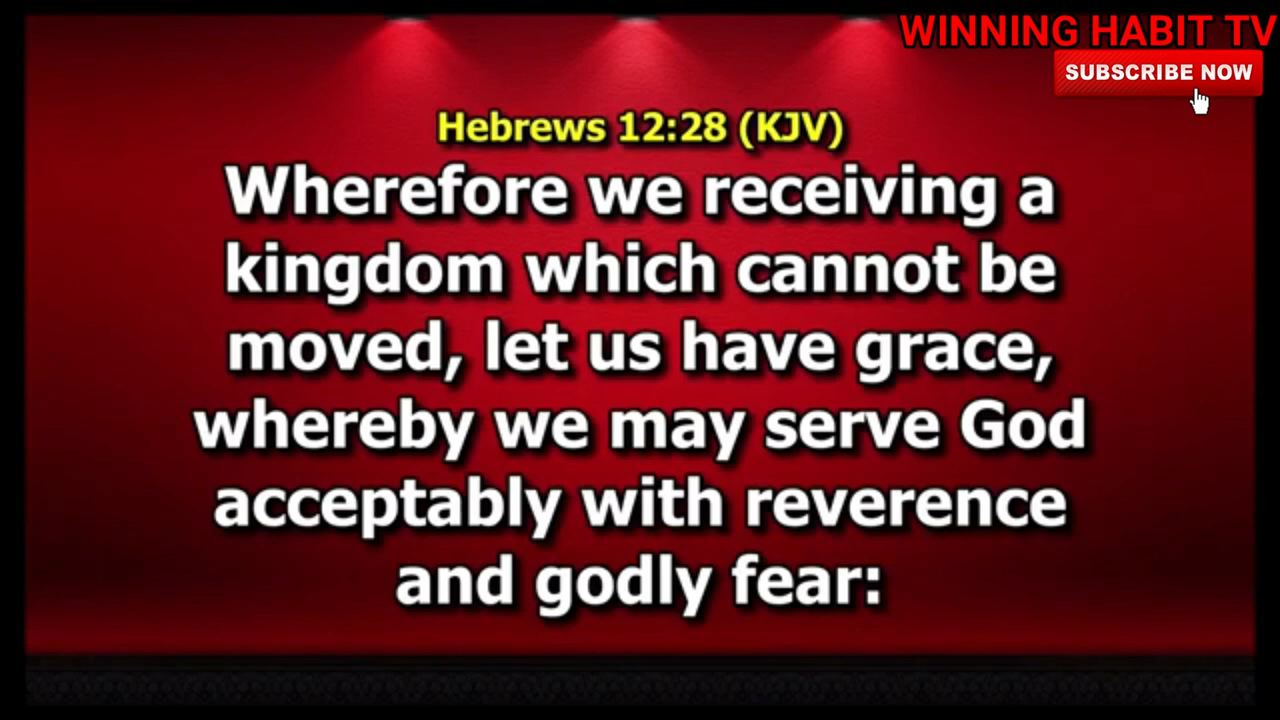 WINNING HABIT TV
SUBSCRIBE NOW
Hebrews 12:28 (KJV)
Wherefore we receiving a
kingdom which cannot be
moved, let us have grace,
whereby we may serve God
acceptably with reverence
and godly fear: